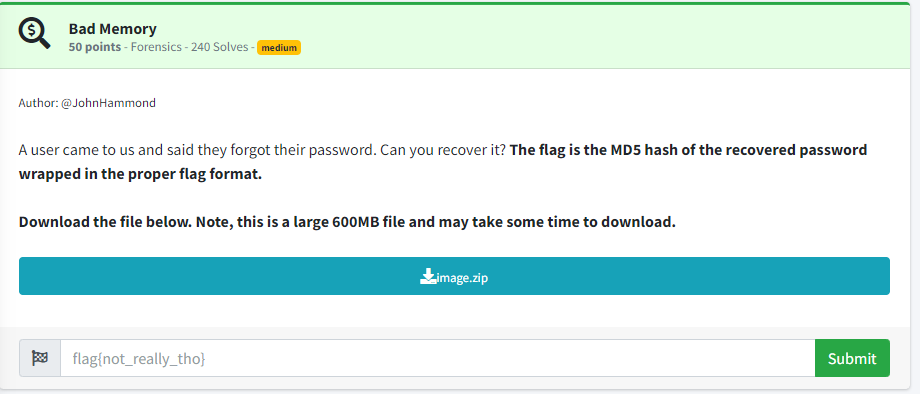 Bad Memory
50 points - Forensics - 240 Solves - medium
Author: @JohnHammond
A user came to us and said they forgot their password. Can you recover it? The flag is the MD5 hash of the recovered password
wrapped in the proper flag format.
Download the file below. Note, this is a large 600MB file and may take some time to download.
image.zip
flag{not_really_tho}
Submit